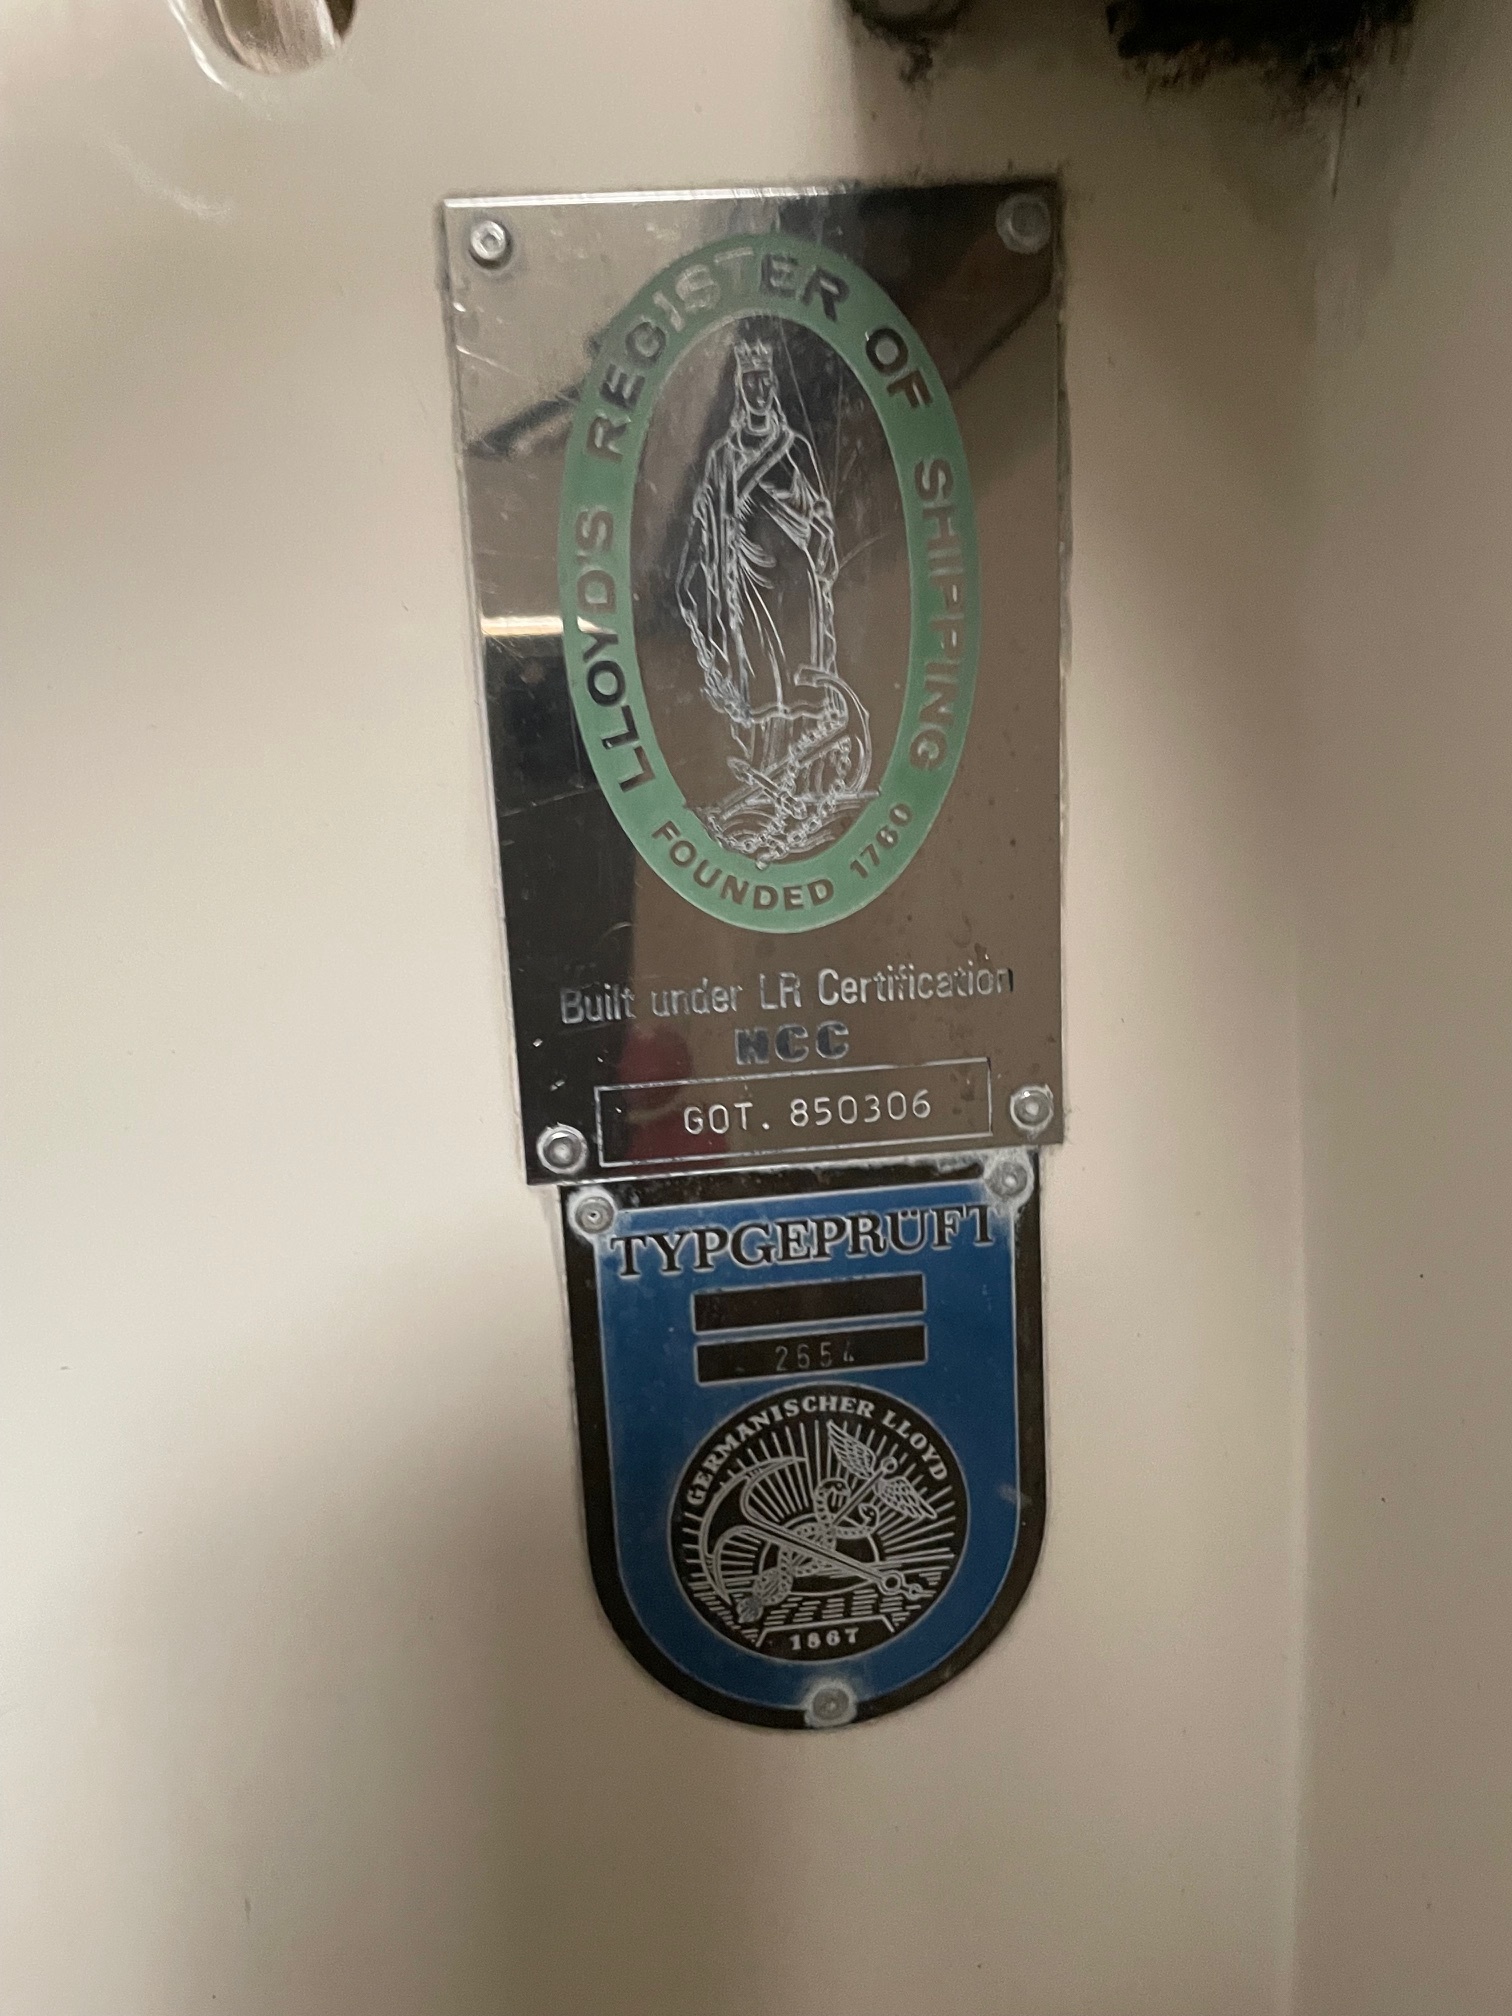 LLOYD'S REGISTER OF SHIPPING
FOUNDED 1760
Built under LR Certification
HCC
GOT. 850306
TYPGEPRÜFT
2654
GERMANISCHER LLOYD
1867